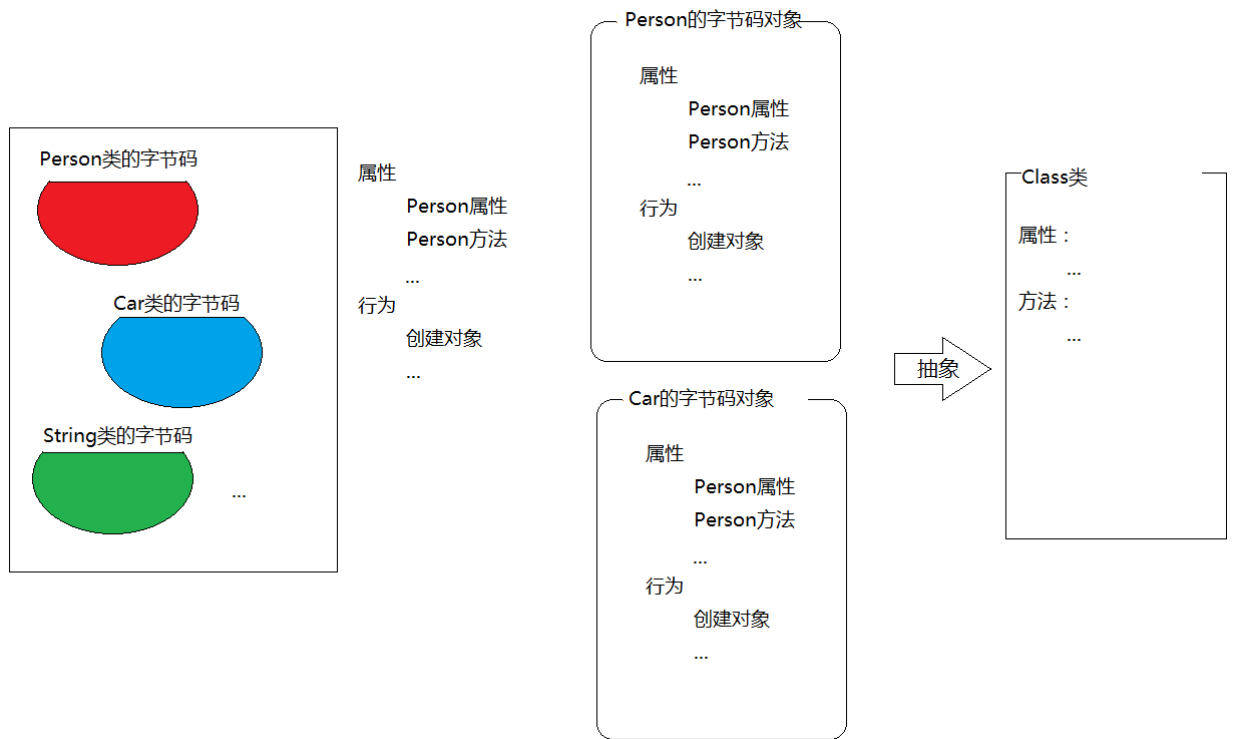 Person类的字节码
Car类的字节码
String类的字节码
...
属性
Person属性
Person方法
...
行为
创建对象
...
Person的字节码对象
属性
Person属性
Person方法
...
行为
创建对象
...
Car的字节码对象
属性
Person属性
Person方法
...
行为
创建对象
...
抽象
Class类
属性：
...
方法：
...